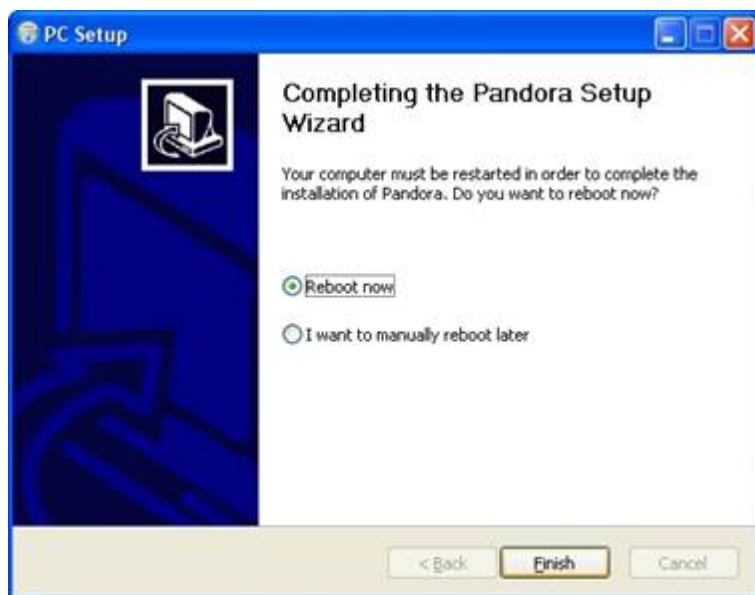 PC Setup
Completing the Pandora Setup
Wizard
Your computer must be restarted in order to complete the
installation of Pandora. Do you want to reboot now?
Reboot now
I want to manually reboot later
< Back
Finish
Cancel